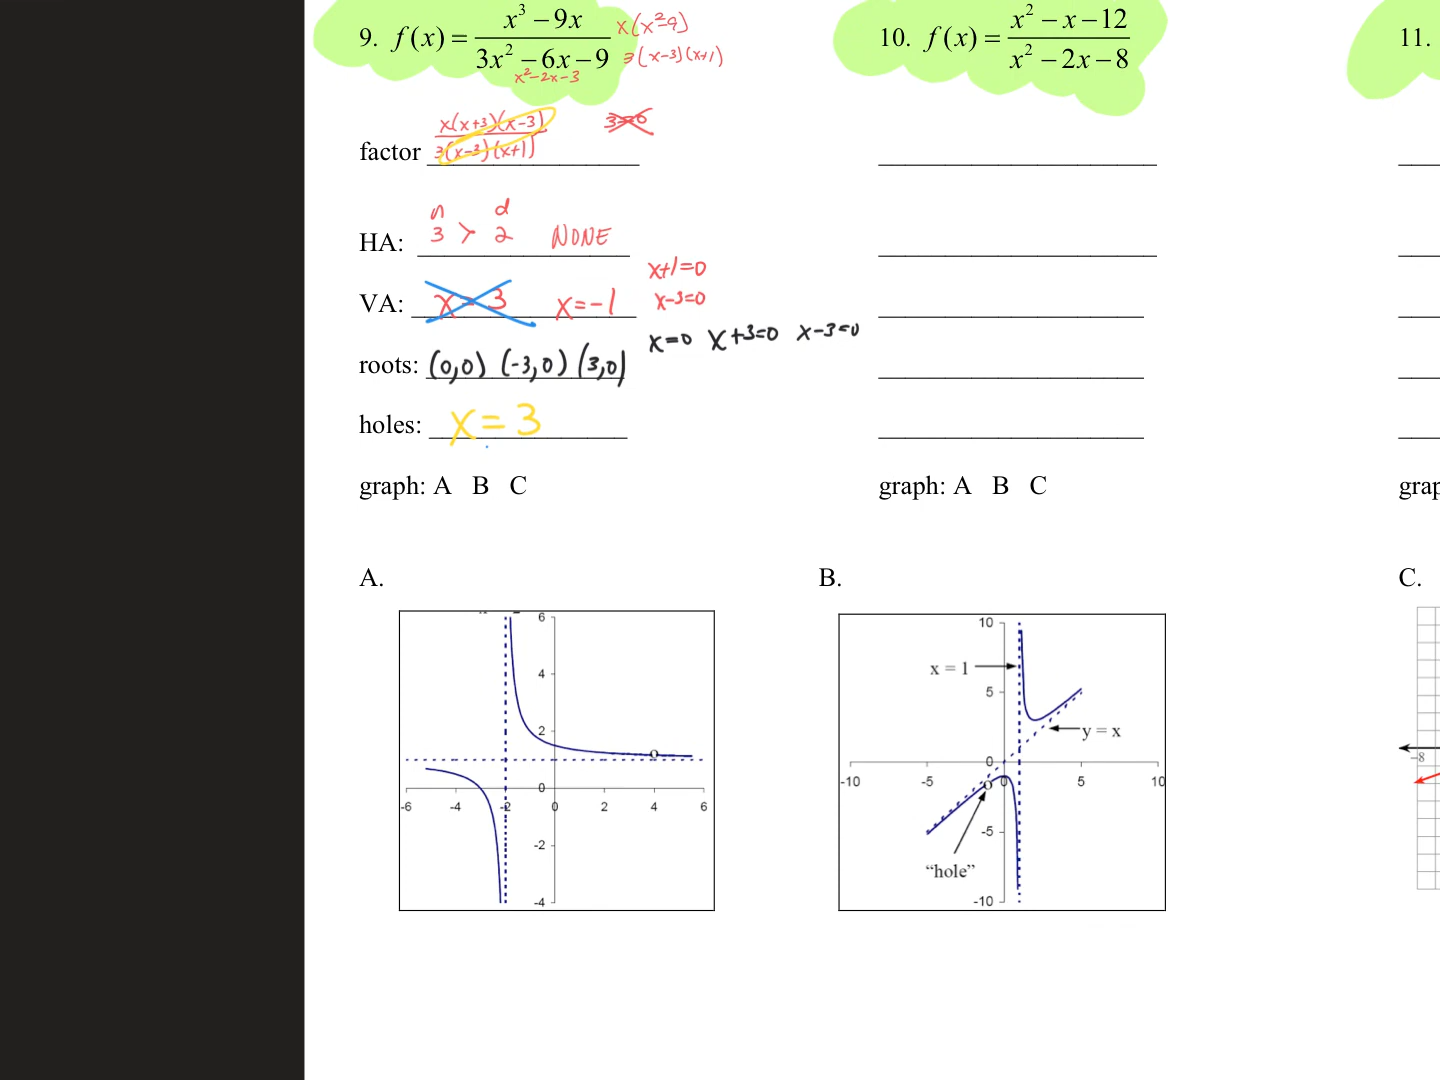 9. f(x) = (x³ − 9x)/(3x² − 6x − 9) x(x²-9)
3(x-3)(x+1)
x²-2x-3
10. f(x) = (x² − x − 12)/(x² − 2x − 8)
11.
factor x(x+3)(x-3)/3(x-3)(x+1) 3=0
n d
HA: 3 > 2 NONE
x+1=0
VA: x=3 x=-1 x-3=0
x=0 x+3=0 x-3=0
roots: (0,0) (-3,0) (3,0)
holes: x=3
graph: A B C
graph: A B C
grap
A.
B.
C.
6
4
2
0
-2
-4
-6 -4 -2 0 2 4 6
10
x = 1
5
y = x
0
-10 -5 0 5 10
-5
"hole"
-10
-8